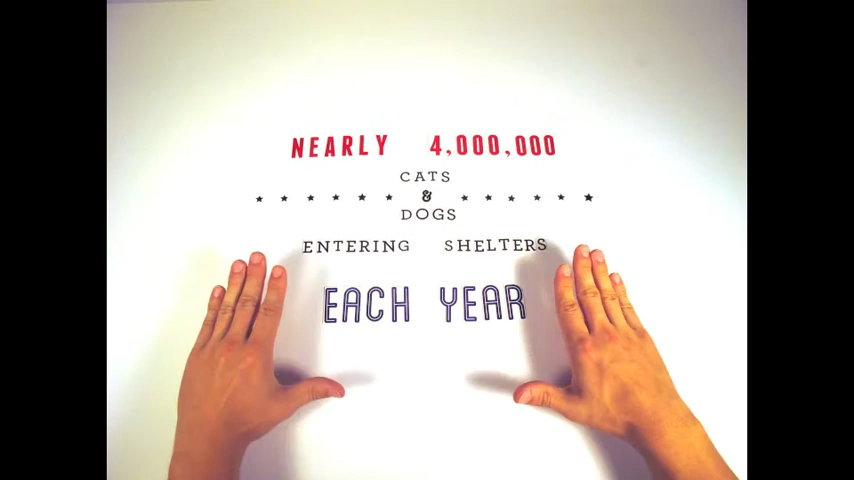 NEARLY 4,000,000
CATS
&
DOGS
ENTERING SHELTERS
EACH YEAR